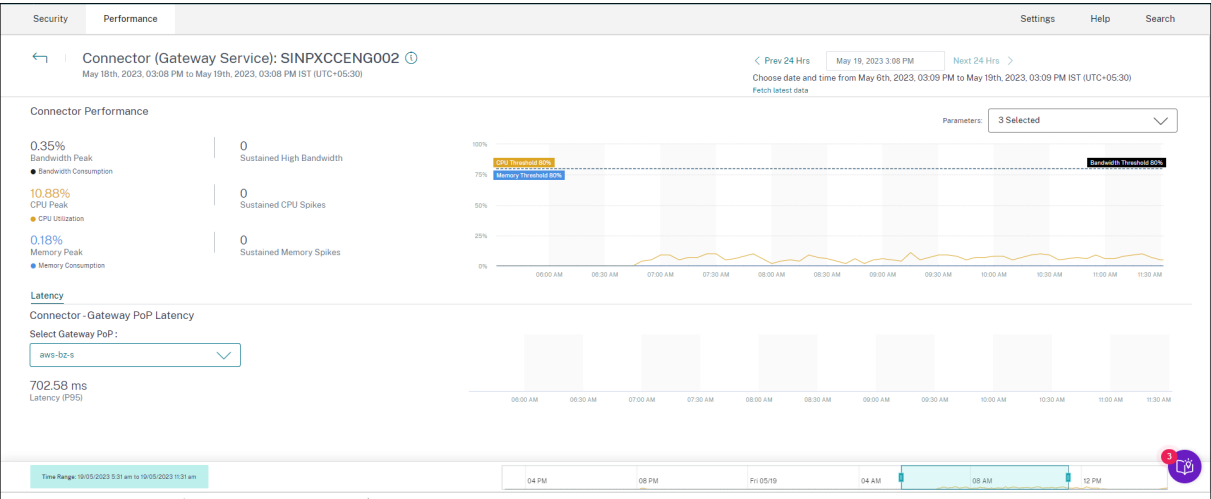 Security Performance Settings Help Search
Connector (Gateway Service): SINPXCCENG002
May 18th, 2023, 03:08 PM to May 19th, 2023, 03:08 PM IST (UTC+05:30)
Prev 24 Hrs May 19, 2023 3:08 PM Next 24 Hrs
Choose date and time from May 6th, 2023, 03:09 PM to May 19th, 2023, 03:09 PM IST (UTC+05:30)
Fetch latest data
Connector Performance
Parameters: 3 Selected
0.35%
Bandwidth Peak
Bandwidth Consumption
0
Sustained High Bandwidth
10.88%
CPU Peak
CPU Utilization
0
Sustained CPU Spikes
0.18%
Memory Peak
Memory Consumption
0
Sustained Memory Spikes
100%
CPU Threshold 80% Bandwidth Threshold 80%
75% Memory Threshold 80%
50%
25%
0%
06:00 AM 06:30 AM 07:00 AM 07:30 AM 08:00 AM 08:30 AM 09:00 AM 09:30 AM 10:00 AM 10:30 AM 11:00 AM 11:30 AM
Latency
Connector - Gateway PoP Latency
Select Gateway PoP :
aws-bz-s
702.58 ms
Latency (P95)
06:00 AM 06:30 AM 07:00 AM 07:30 AM 08:00 AM 08:30 AM 09:00 AM 09:30 AM 10:00 AM 10:30 AM 11:00 AM 11:30 AM
Time Range: 19/05/2023 5:31 am to 19/05/2023 11:31 am
04 PM 08 PM Fri 05/19 04 AM 08 AM 12 PM
3